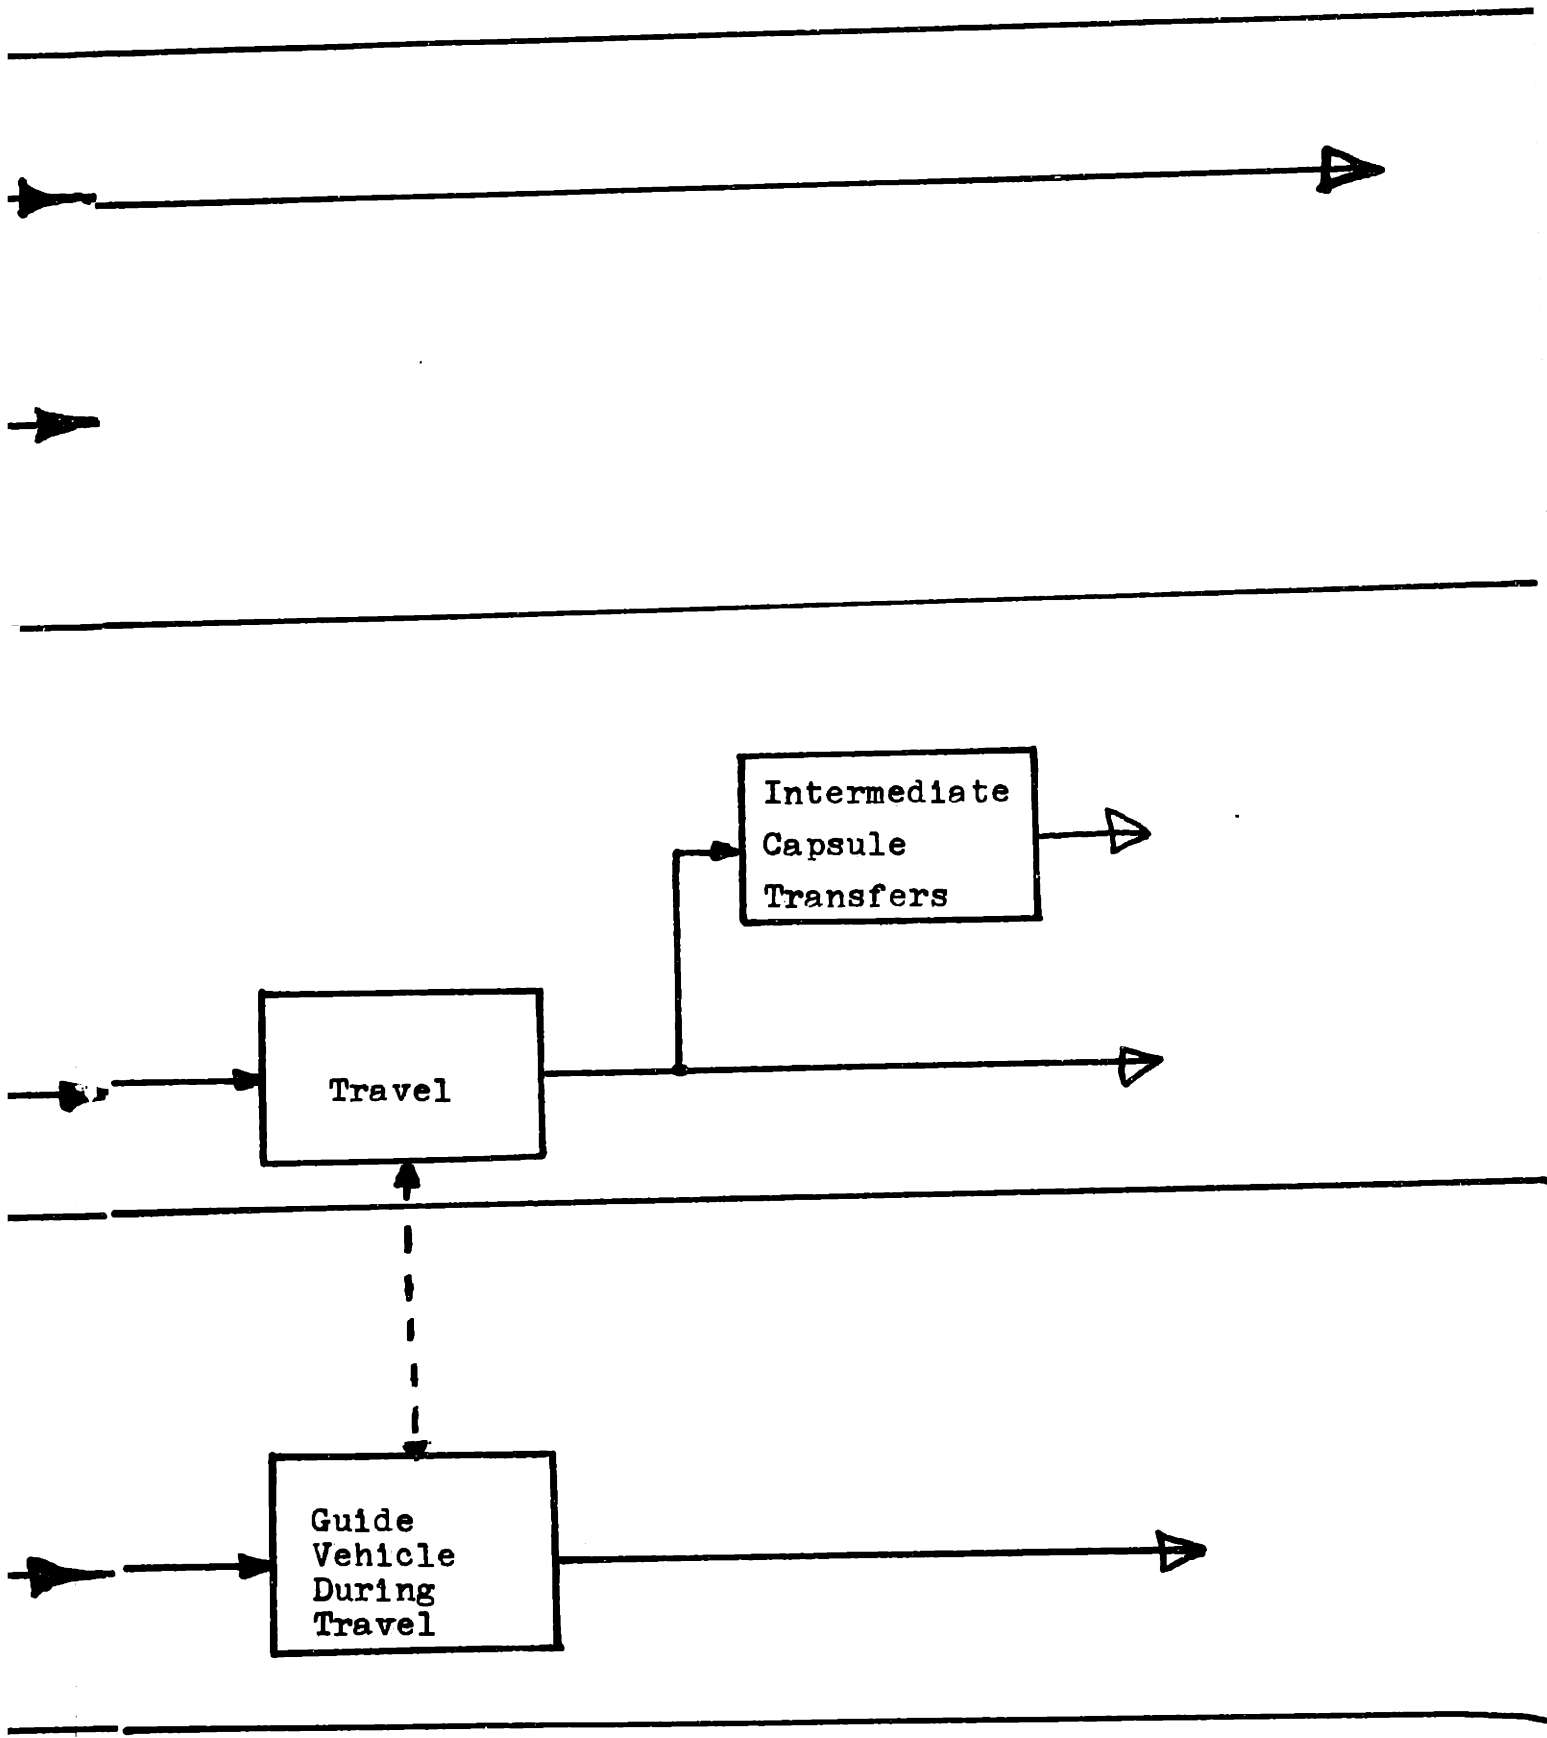 Intermediate
Capsule
Transfers
Travel
Guide
Vehicle
During
Travel